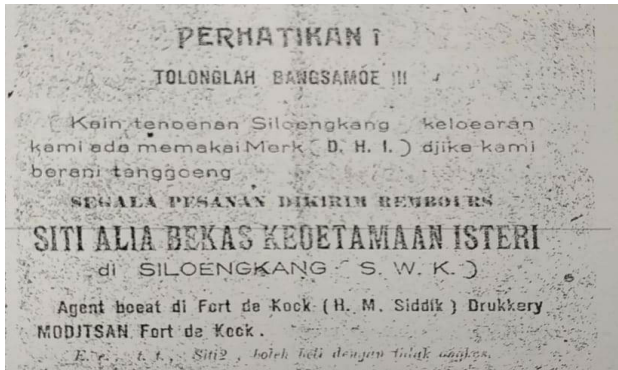 PERHATIKAN !
TOLONGLAH BANGSAMOE !!!
Kain tenoenan Siloengkang keloearan
kami ada memakai Merk ( D. H. I. ) djika kami
berani tanggoeng
SEGALA PESANAN DIKIRIM REMBOURS
SITI ALIA BEKAS KEOETAMAAN ISTERI
di SILOENGKANG ( S. W. K. )
Agent boeat di Fort de Kock ( H. M. Siddik ) Drukkery
MODJTSAN Fort de Kock .
E. e. t. t., Siti2 , boleh beli dengan tidak ongkos.